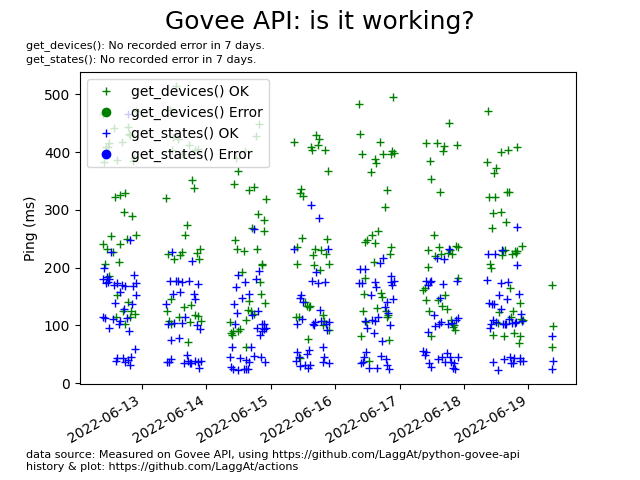 Govee API: is it working?
get_devices(): No recorded error in 7 days.
get_states(): No recorded error in 7 days.
get_devices() OK
get_devices() Error
get_states() OK
get_states() Error
Ping (ms)
500
400
300
200
100
0
2022-06-13
2022-06-14
2022-06-15
2022-06-16
2022-06-17
2022-06-18
2022-06-19
data source: Measured on Govee API, using https://github.com/LaggAt/python-govee-api
history & plot: https://github.com/LaggAt/actions